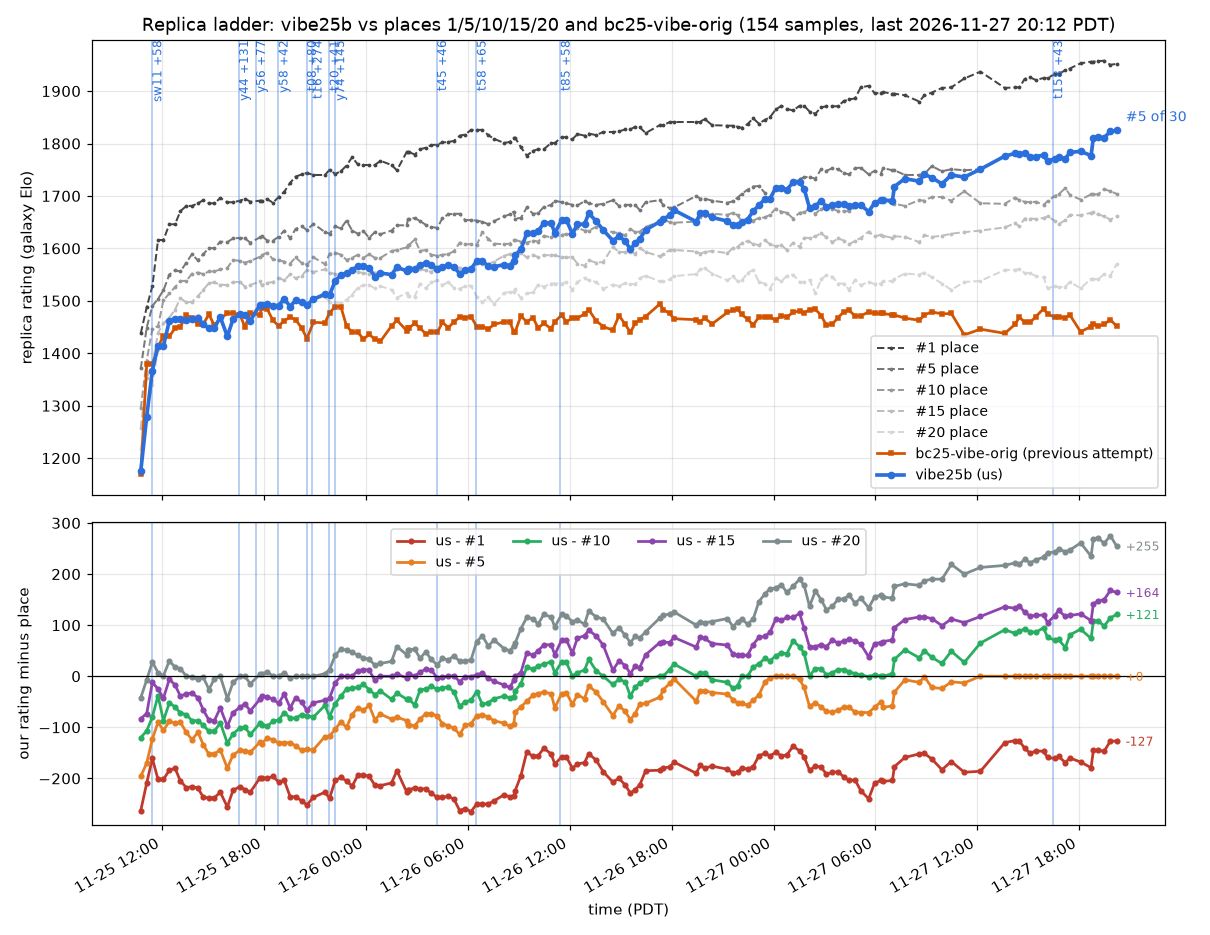 Replica ladder: vibe25b vs places 1/5/10/15/20 and bc25-vibe-orig (154 samples, last 2026-11-27 20:12 PDT)
replica rating (galaxy Elo)
1900
1800
1700
1600
1500
1400
1300
1200
sw11 +58
y44 +131
y56 +77
y58 +42
t45 +46
t58 +65
t85 +58
#5 of 30
#1 place
#5 place
#10 place
#15 place
#20 place
bc25-vibe-orig (previous attempt)
vibe25b (us)
our rating minus place
300
200
100
0
−100
−200
us - #1
us - #5
us - #10
us - #15
us - #20
+255
+164
+121
+0
-127
11-25 12:00
11-25 18:00
11-26 00:00
11-26 06:00
11-26 12:00
11-26 18:00
11-27 00:00
11-27 06:00
11-27 12:00
11-27 18:00
time (PDT)